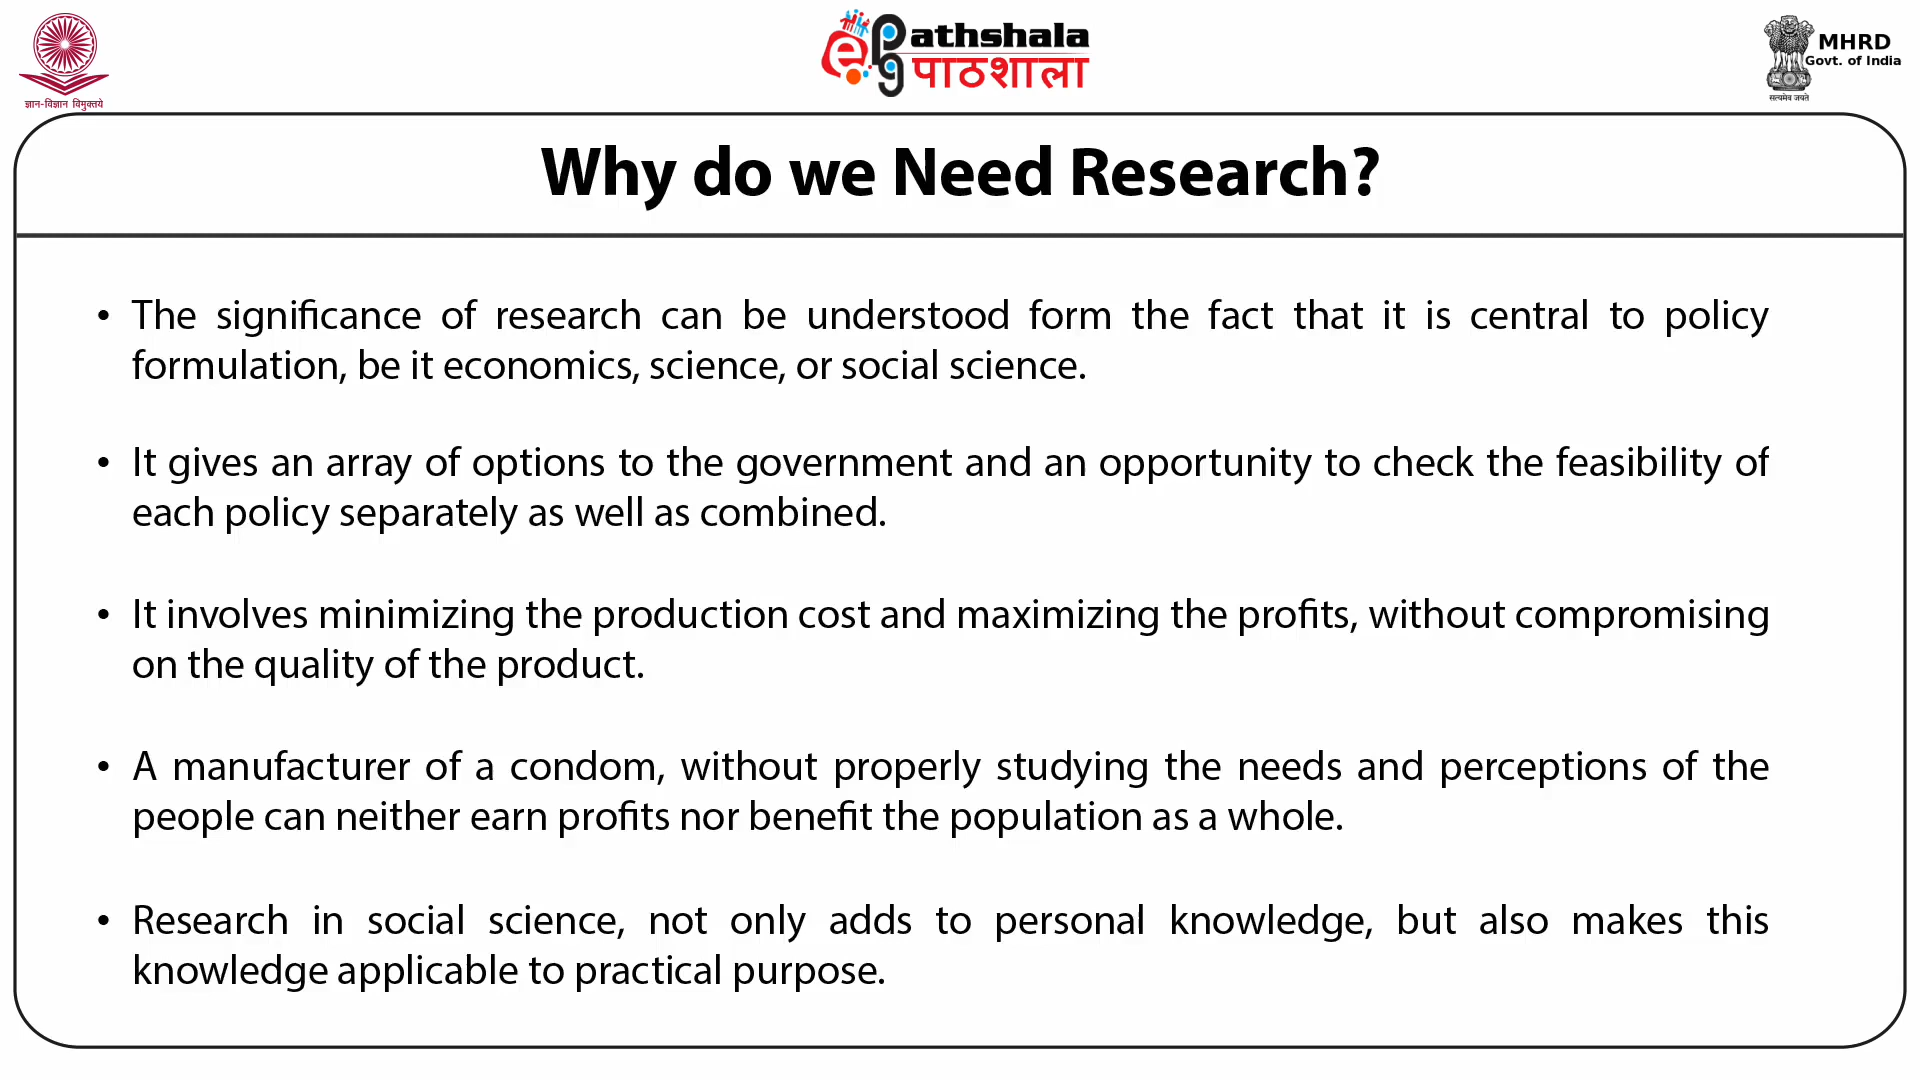 ज्ञान-विज्ञान विमुक्तये
ePathshala
पाठशाला
MHRD
Govt. of India
सत्यमेव जयते
Why do we Need Research?
• The significance of research can be understood form the fact that it is central to policy
formulation, be it economics, science, or social science.
• It gives an array of options to the government and an opportunity to check the feasibility of
each policy separately as well as combined.
• It involves minimizing the production cost and maximizing the profits, without compromising
on the quality of the product.
• A manufacturer of a condom, without properly studying the needs and perceptions of the
people can neither earn profits nor benefit the population as a whole.
• Research in social science, not only adds to personal knowledge, but also makes this
knowledge applicable to practical purpose.